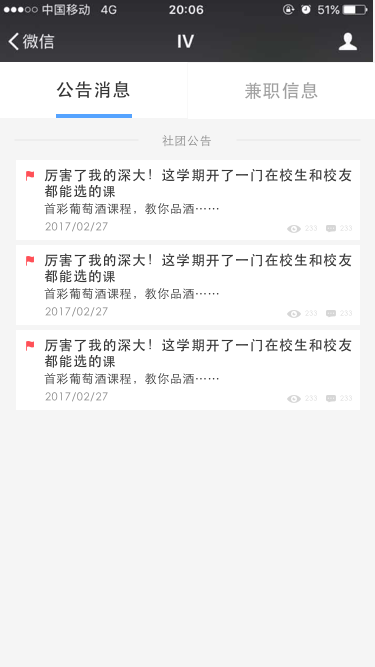 中国移动 4G 20:06 51%
微信 IV
公告消息 兼职信息
社团公告
厉害了我的深大！这学期开了一门在校生和校友
都能选的课
首彩葡萄酒课程，教你品酒……
2017/02/27 233 233
厉害了我的深大！这学期开了一门在校生和校友
都能选的课
首彩葡萄酒课程，教你品酒……
2017/02/27 233 233
厉害了我的深大！这学期开了一门在校生和校友
都能选的课
首彩葡萄酒课程，教你品酒……
2017/02/27 233 233